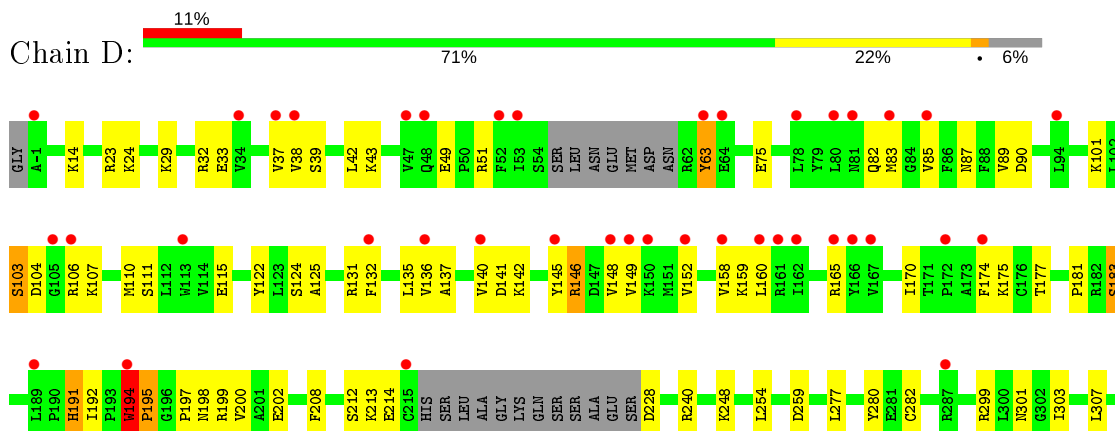 11%
Chain D:
71% 22% • 6%
GLY A-1 K14 R23 K24 K29 R32 E33 V34 V37 V38 S39 L42 K43 V47 Q48 E49 P50 R51 F52 I53 S54 SER LEU ASN GLU MET ASP ASN R62 Y63 E64 E75 L78 Y79 L80 N81 Q82 M83 G84 V85 F86 N87 F88 V89 D90 L94 K101 L102
S103 D104 G105 R106 K107 M110 S111 L112 W113 V114 E115 Y122 L123 S124 A125 R131 F132 L135 V136 A137 V140 D141 K142 Y145 R146 D147 V148 V149 K150 M151 V152 V158 K159 L160 R161 I162 R165 Y166 V167 I170 T171 P172 A173 F174 K175 C176 T177 P181 R182 S183
L189 P190 H191 I192 P193 W194 P195 G196 P197 N198 R199 V200 A201 E202 F208 S212 K213 E214 C215 HIS SER LEU ALA GLY LYS GLN SER SER ALA GLU SER D228 R240 K248 L254 D259 L277 Y280 E281 C282 R287 R299 L300 N301 G302 I303 L307